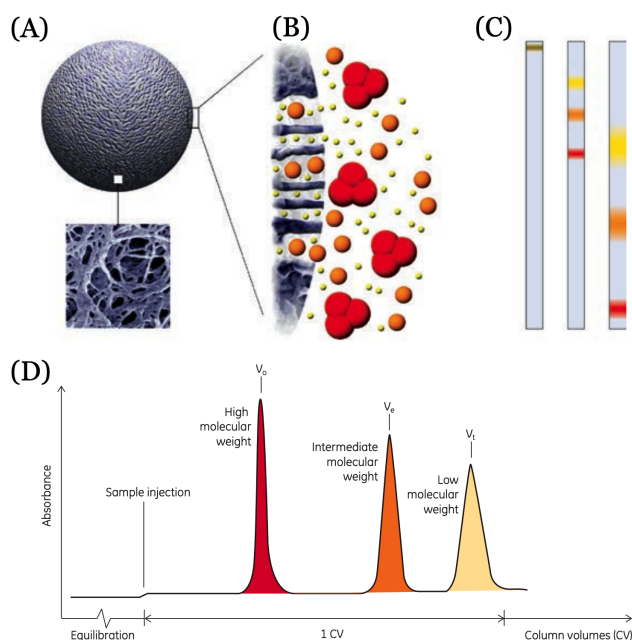 (A)
(B)
(C)
(D)
Vo
High
molecular
weight
Ve
Intermediate
molecular
weight
Vt
Low
molecular
weight
Sample injection
Absorbance
Equilibration
1 CV
Column volumes (CV)